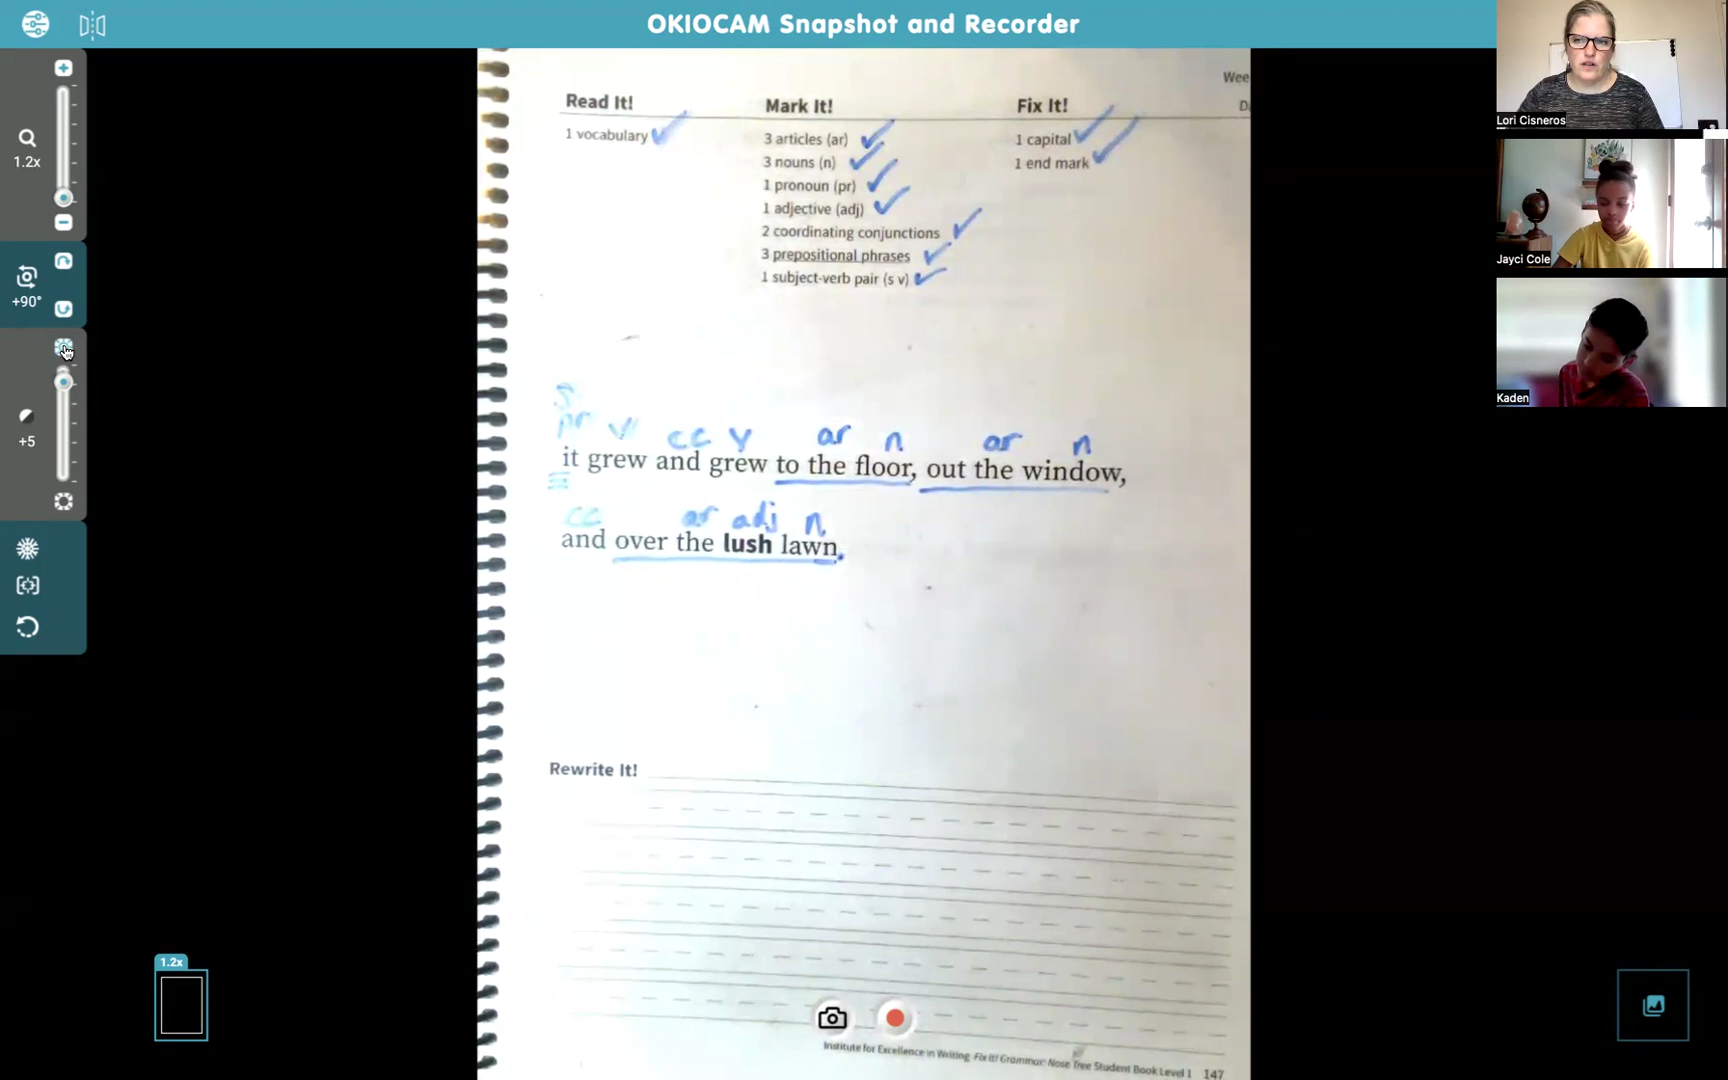 OKIOCAM Snapshot and Recorder
1.2x
+90°
+5
1.2x
Wee
Read It!
Mark It!
Fix It!
D
1 vocabulary ✓
3 articles (ar) ✓
3 nouns (n) ✓
1 pronoun (pr) ✓
1 adjective (adj) ✓
2 coordinating conjunctions ✓
3 prepositional phrases ✓
1 subject-verb pair (s v) ✓
1 capital ✓
1 end mark ✓
s
pr v cc v ar n ar n
it grew and grew to the floor, out the window,
cc ar adj n
and over the lush lawn.
Rewrite It!
Institute for Excellence in Writing Fix It! Grammar: Nose Tree Student Book Level 1 147
Lori Cisneros
Jayci Cole
Kaden